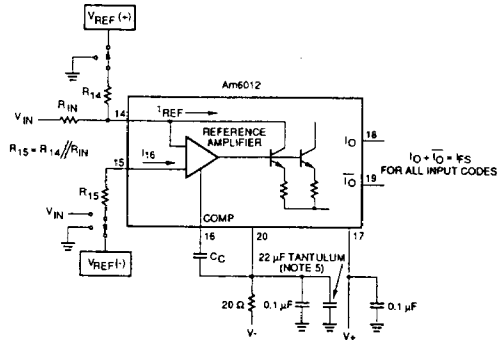 VREF(+)
R14
Am6012
VIN
RIN
14
IREF
REFERENCE
AMPLIFIER
R15 = R14//RIN
15
I16
IO
18
IO + IO = IFS
FOR ALL INPUT CODES
IO
19
R15
VIN
COMP
16
20
17
VREF(-)
CC
22 μF TANTULUM
(NOTE 5)
20 Ω
0.1 μF
0.1 μF
V-
V+